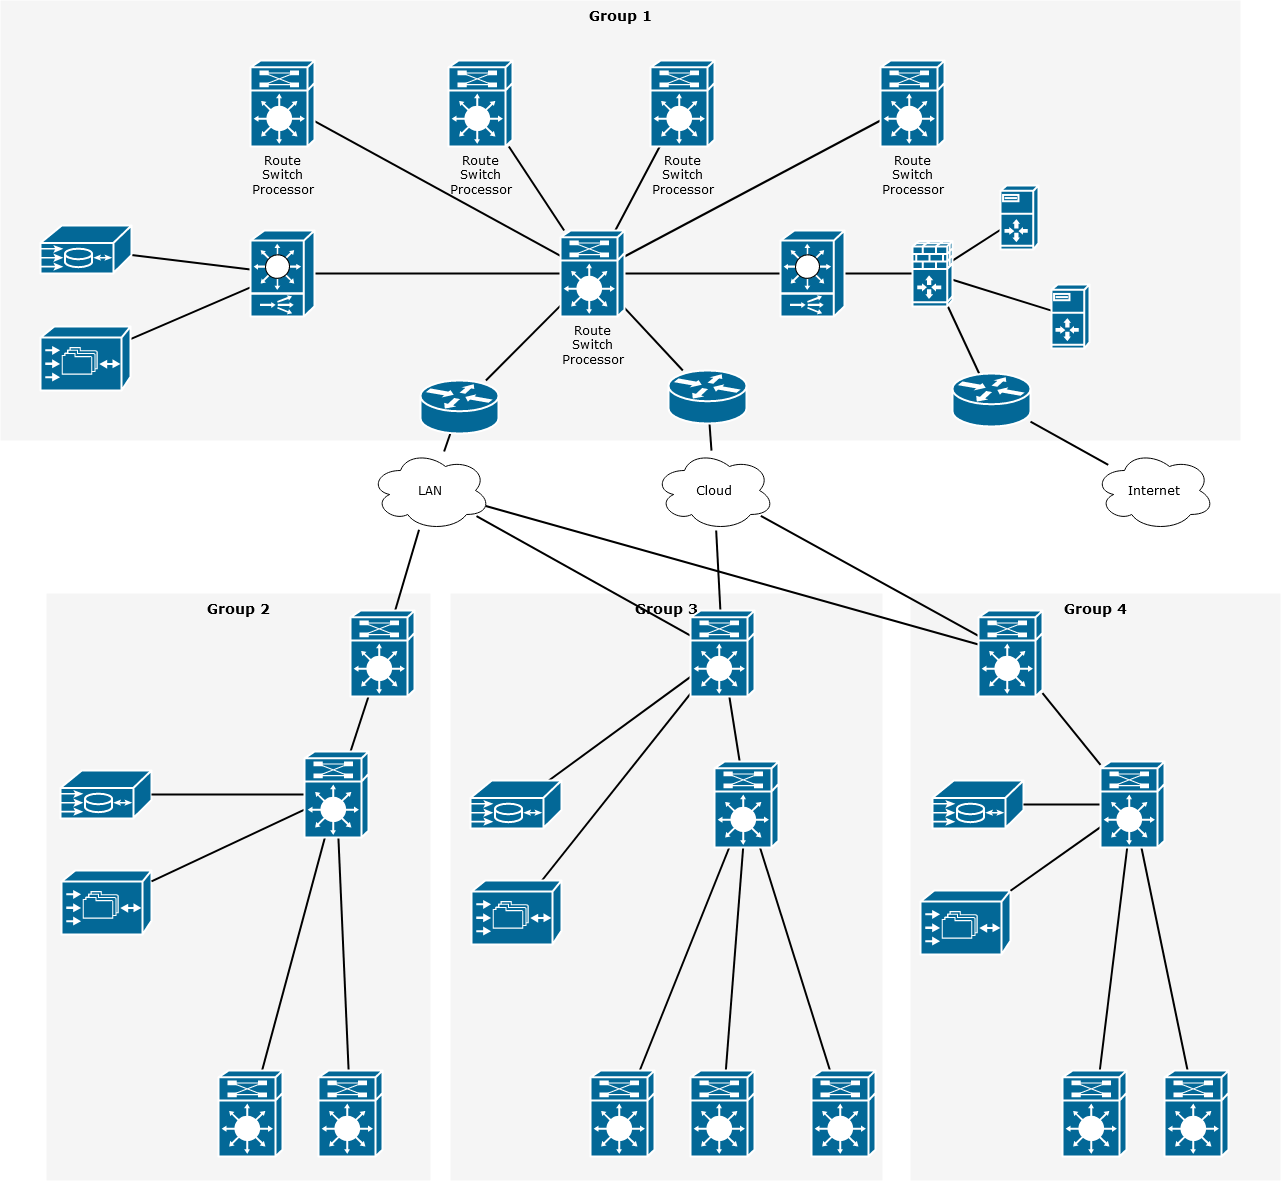 Group 1
Route
Switch
Processor
Route
Switch
Processor
Route
Switch
Processor
Route
Switch
Processor
Route
Switch
Processor
LAN
Cloud
Internet
Group 2
Group 3
Group 4